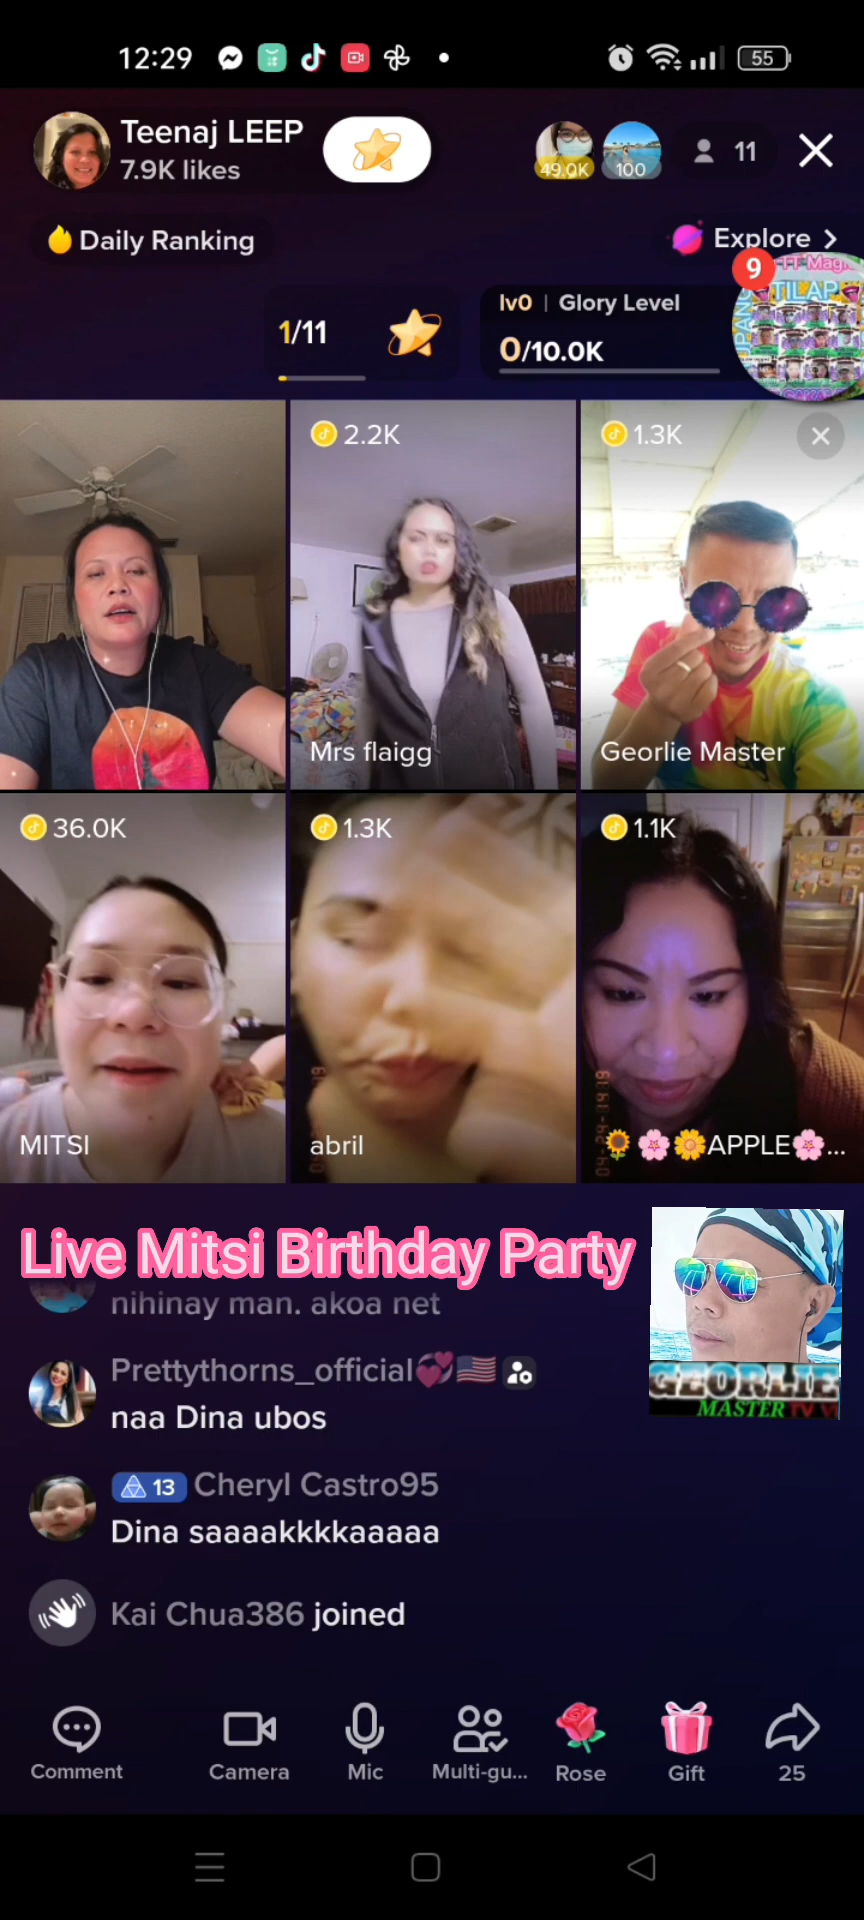 12:29
55
Teenaj LEEP
7.9K likes
49.0K
100
11
Daily Ranking
Explore
9
TILAP
1/11
lv0 | Glory Level
0/10.0K
2.2K
1.3K
Mrs flaigg
Georlie Master
36.0K
1.3K
1.1K
MITSI
abril
🌻🌸🌼APPLE🌸...
Live Mitsi Birthday Party
nihinay man. akoa net
GEORLIE
MASTER TV
Prettythorns_official💞🇺🇸
naa Dina ubos
13 Cheryl Castro95
Dina saaaakkkkaaaaa
Kai Chua386 joined
Comment
Camera
Mic
Multi-gu...
Rose
Gift
25